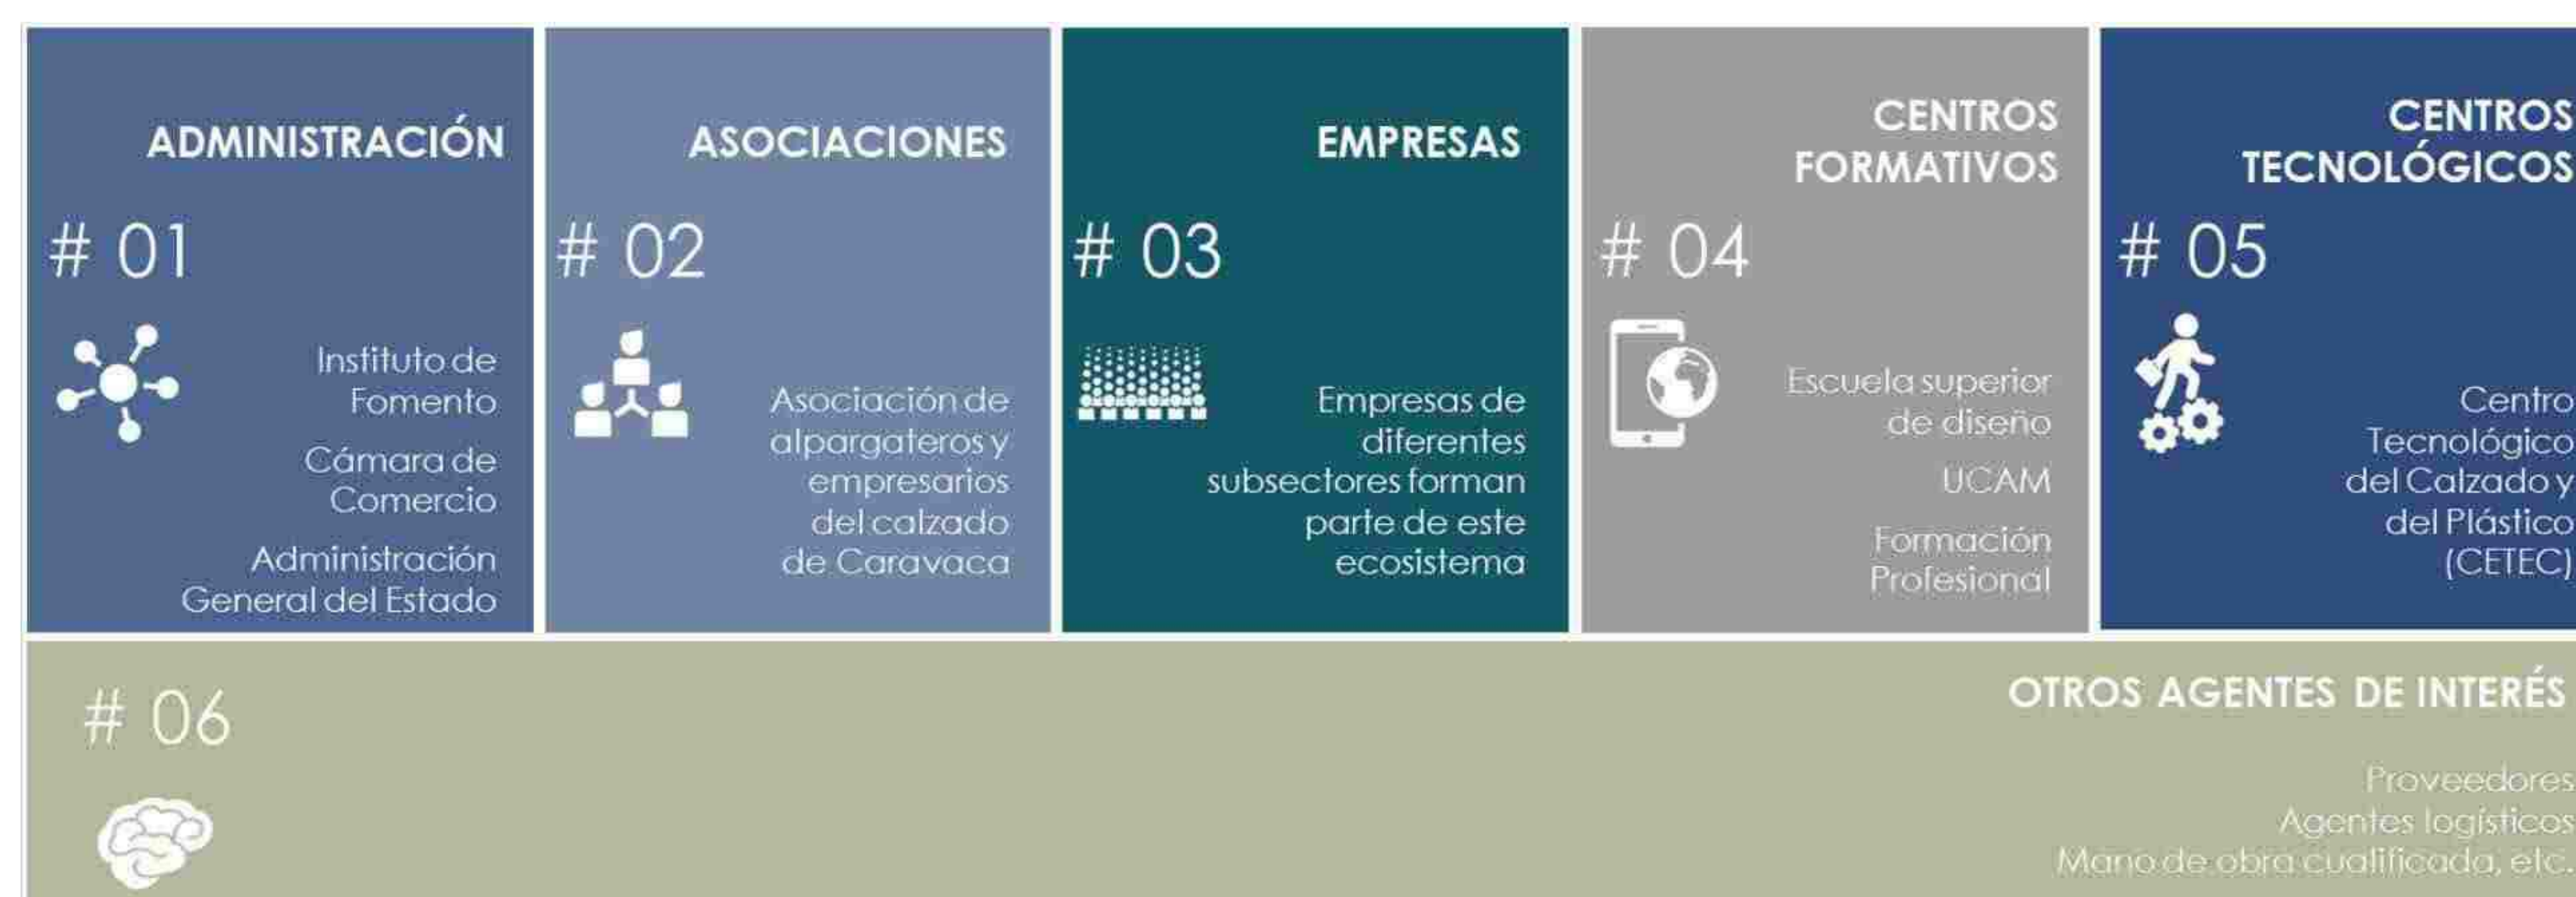 ADMINISTRACIÓN
# 01
Instituto de
Fomento
Cámara de
Comercio
Administración
General del Estado
ASOCIACIONES
# 02
Asociación de
alpargateros y
empresarios
del calzado
de Caravaca
EMPRESAS
# 03
Empresas de
diferentes
subsectores forman
parte de este
ecosistema
CENTROS
FORMATIVOS
# 04
Escuela superior
de diseño
UCAM
Formación
Profesional
CENTROS
TECNOLÓGICOS
# 05
Centro
Tecnológico
del Calzado y
del Plástico
(CETEC)
# 06
OTROS AGENTES DE INTERÉS
Proveedores
Agentes logísticos
Mano de obra cualificada, etc.